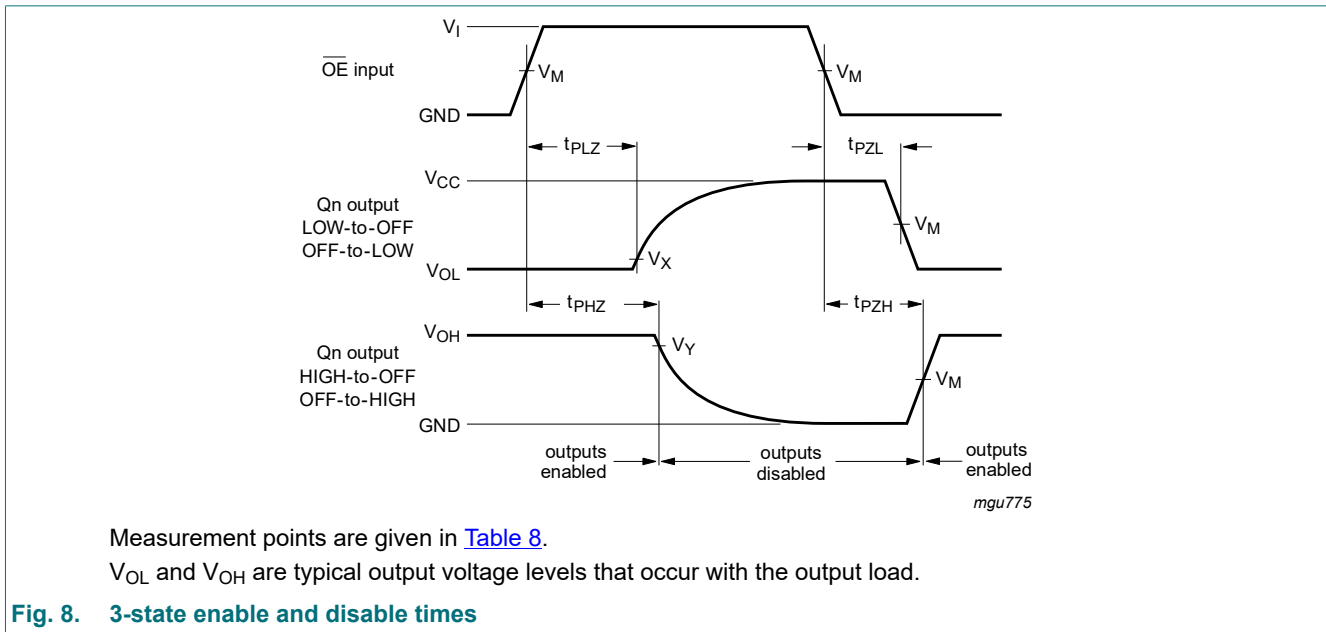 V_I
O̅E̅ input
V_M V_M
GND
t_PLZ t_PZL
V_CC
Qn output
LOW-to-OFF
OFF-to-LOW
V_M
V_X
V_OL
t_PHZ t_PZH
V_OH
V_Y
Qn output
HIGH-to-OFF
OFF-to-HIGH
V_M
GND
outputs
enabled
outputs
disabled
outputs
enabled
mgu775
Measurement points are given in Table 8.
V_OL and V_OH are typical output voltage levels that occur with the output load.
Fig. 8. 3-state enable and disable times